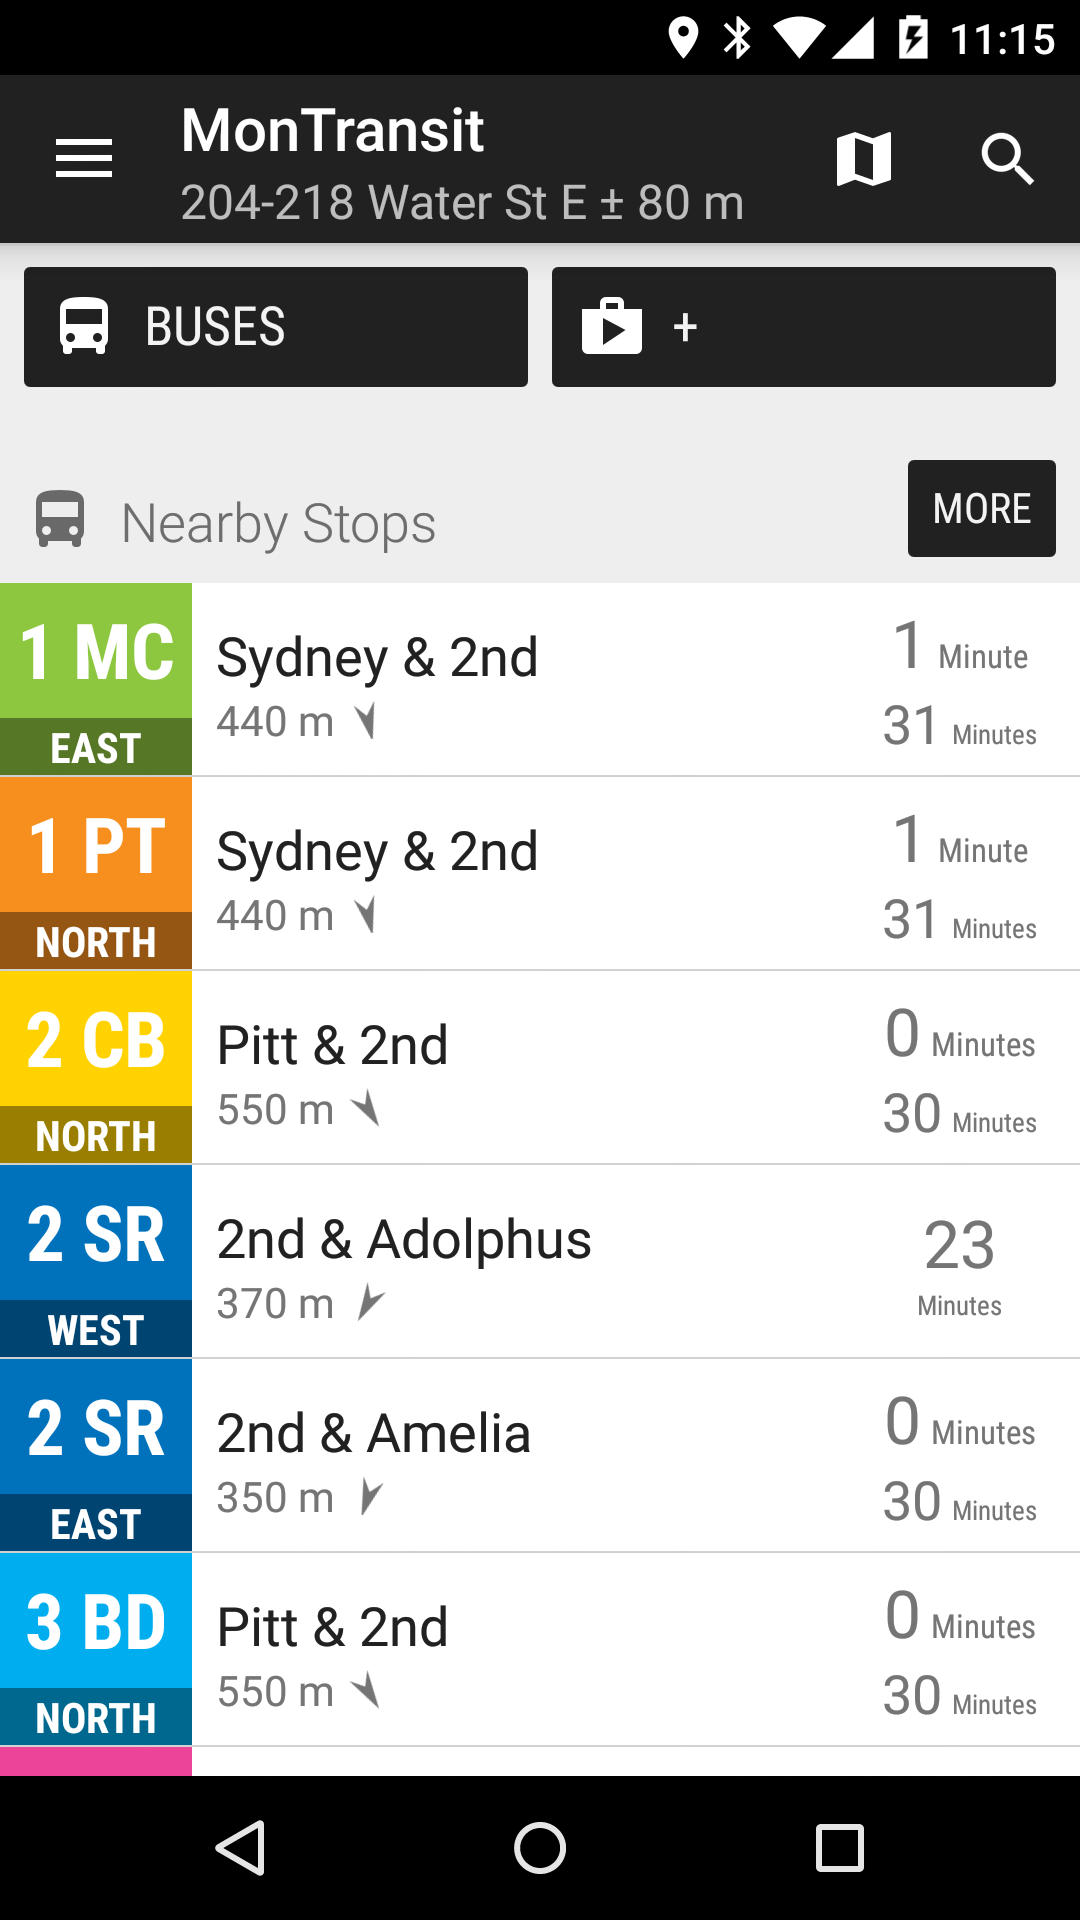 11:15
MonTransit
204-218 Water St E ± 80 m
BUSES
+
Nearby Stops
MORE
1 MC
EAST
Sydney & 2nd
440 m
1 Minute
31 Minutes
1 PT
NORTH
Sydney & 2nd
440 m
1 Minute
31 Minutes
2 CB
NORTH
Pitt & 2nd
550 m
0 Minutes
30 Minutes
2 SR
WEST
2nd & Adolphus
370 m
23
Minutes
2 SR
EAST
2nd & Amelia
350 m
0 Minutes
30 Minutes
3 BD
NORTH
Pitt & 2nd
550 m
0 Minutes
30 Minutes